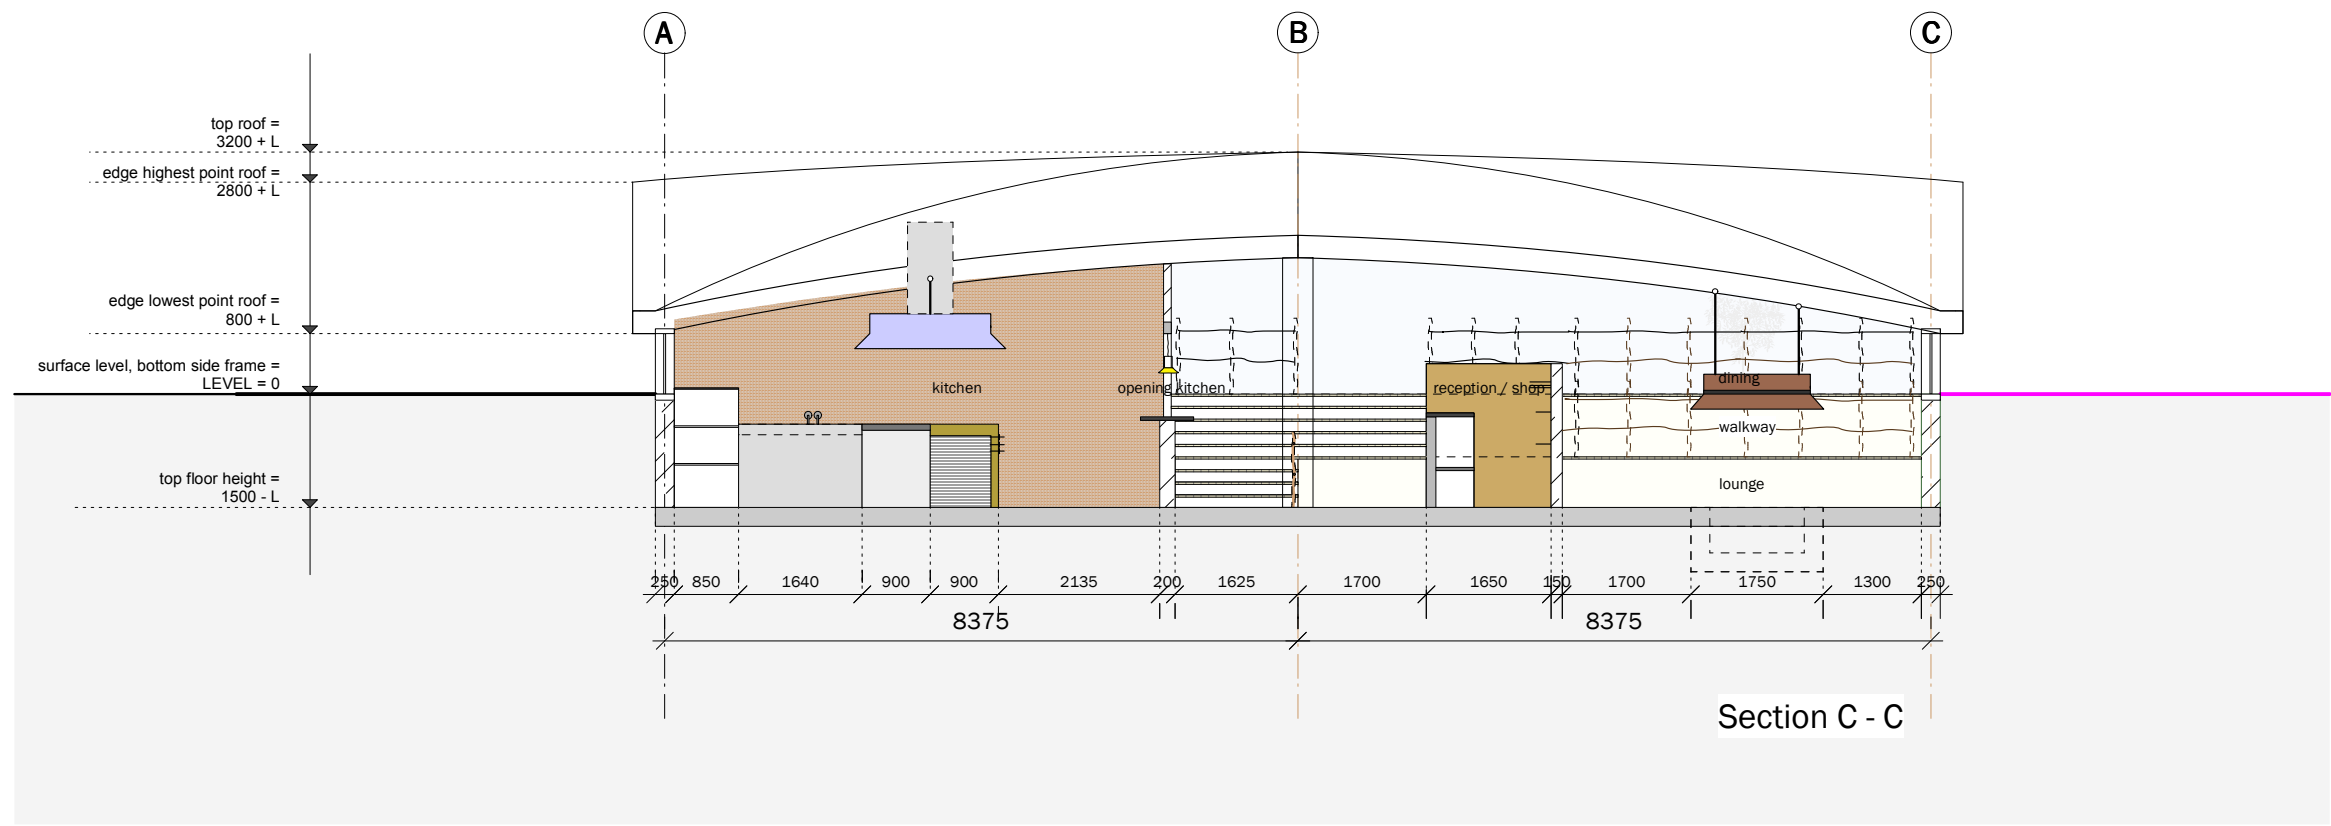 A
B
C
top roof =
3200 + L
edge highest point roof =
2800 + L
edge lowest point roof =
800 + L
surface level, bottom side frame =
LEVEL = 0
top floor height =
1500 - L
kitchen
opening kitchen
reception / shop
dining
walkway
lounge
250 850 1640 900 900 2135 200 1625 1700 1650 150 1700 1750 1300 250
8375 8375
Section C - C